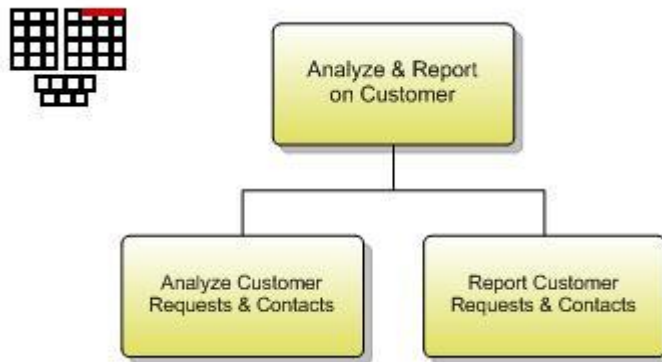 Analyze & Report
on Customer
Analyze Customer
Requests & Contacts
Report Customer
Requests & Contacts